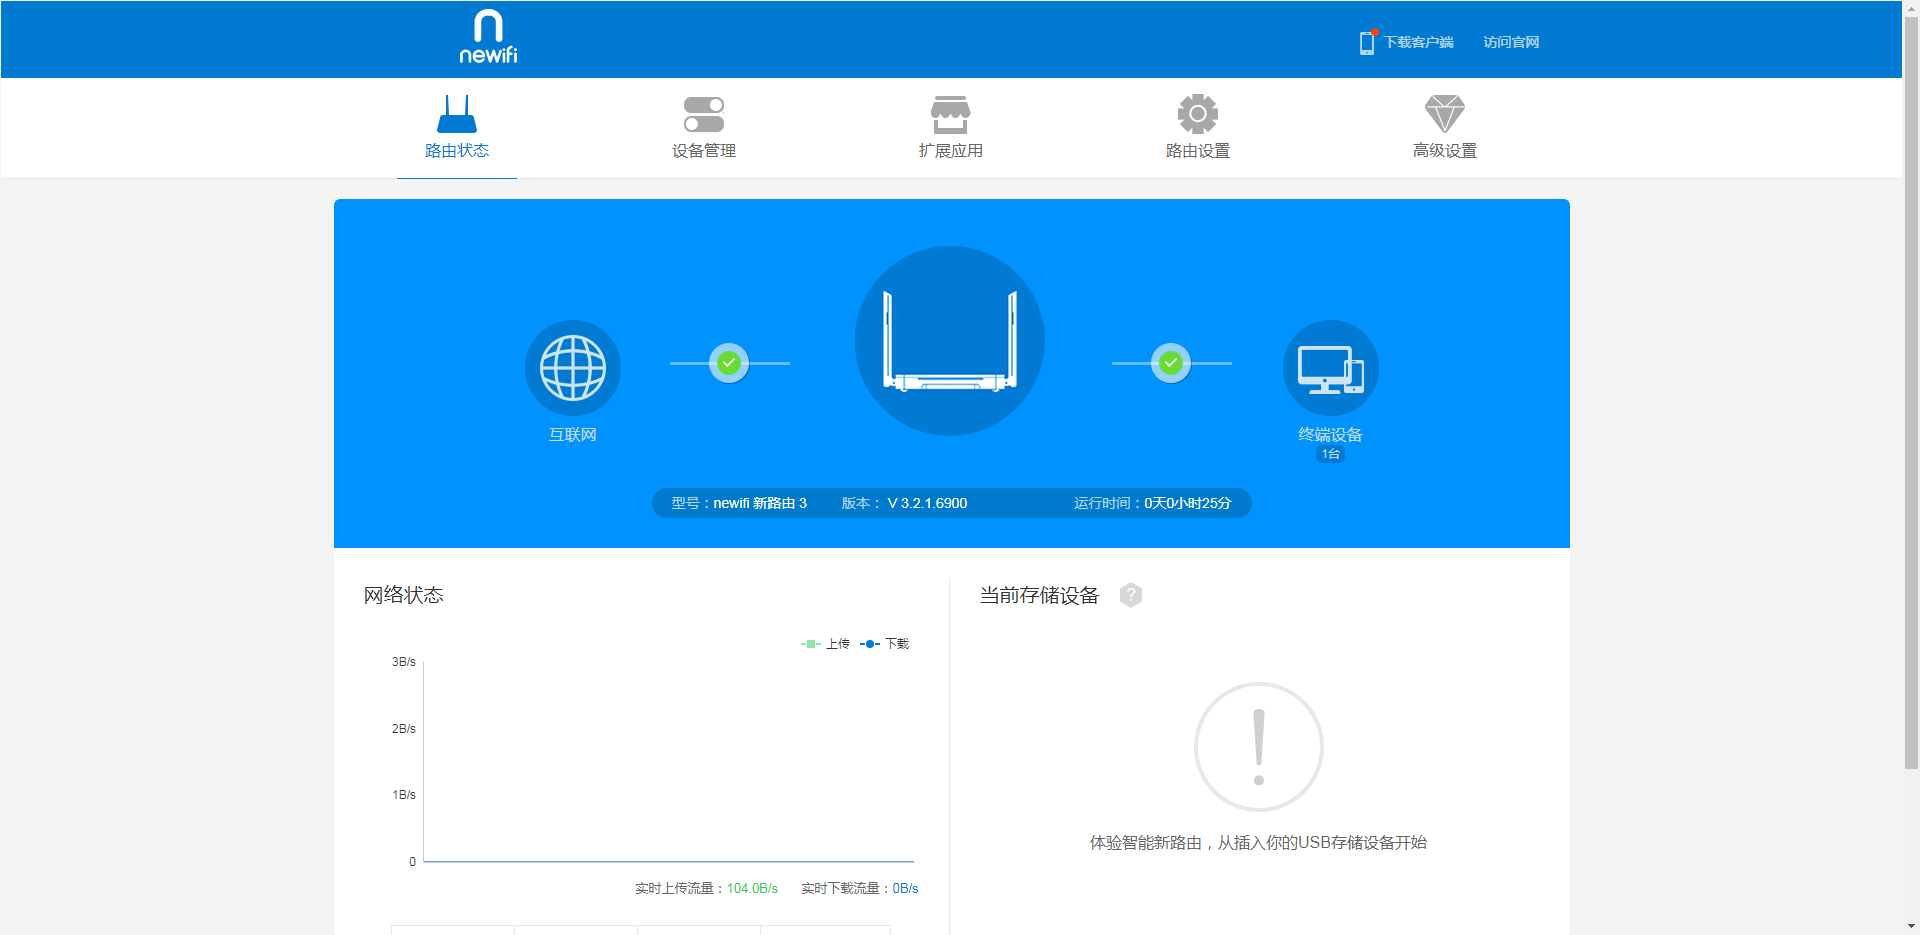 newifi
下载客户端 访问官网
路由状态 设备管理 扩展应用 路由设置 高级设置
互联网
终端设备
1台
型号：newifi 新路由 3 版本： V 3.2.1.6900 运行时间：0天0小时25分
网络状态
当前存储设备 ?
上传 下载
3B/s
2B/s
1B/s
0
体验智能新路由，从插入你的USB存储设备开始
实时上传流量：104.0B/s 实时下载流量：0B/s